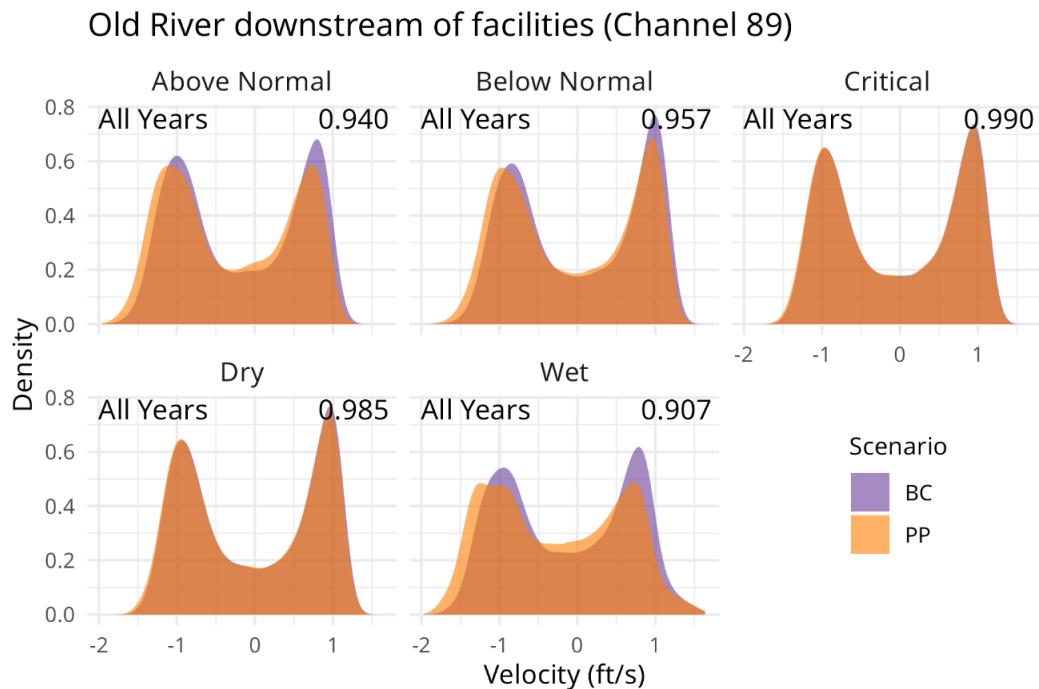 Old River downstream of facilities (Channel 89)
Above Normal
Below Normal
Critical
All Years 0.940
All Years 0.957
All Years 0.990
0.8
0.6
0.4
0.2
0.0
-2 -1 0 1
Dry
Wet
All Years 0.985
All Years 0.907
0.8
0.6
0.4
0.2
0.0
-2 -1 0 1
-2 -1 0 1
Density
Velocity (ft/s)
Scenario
BC
PP